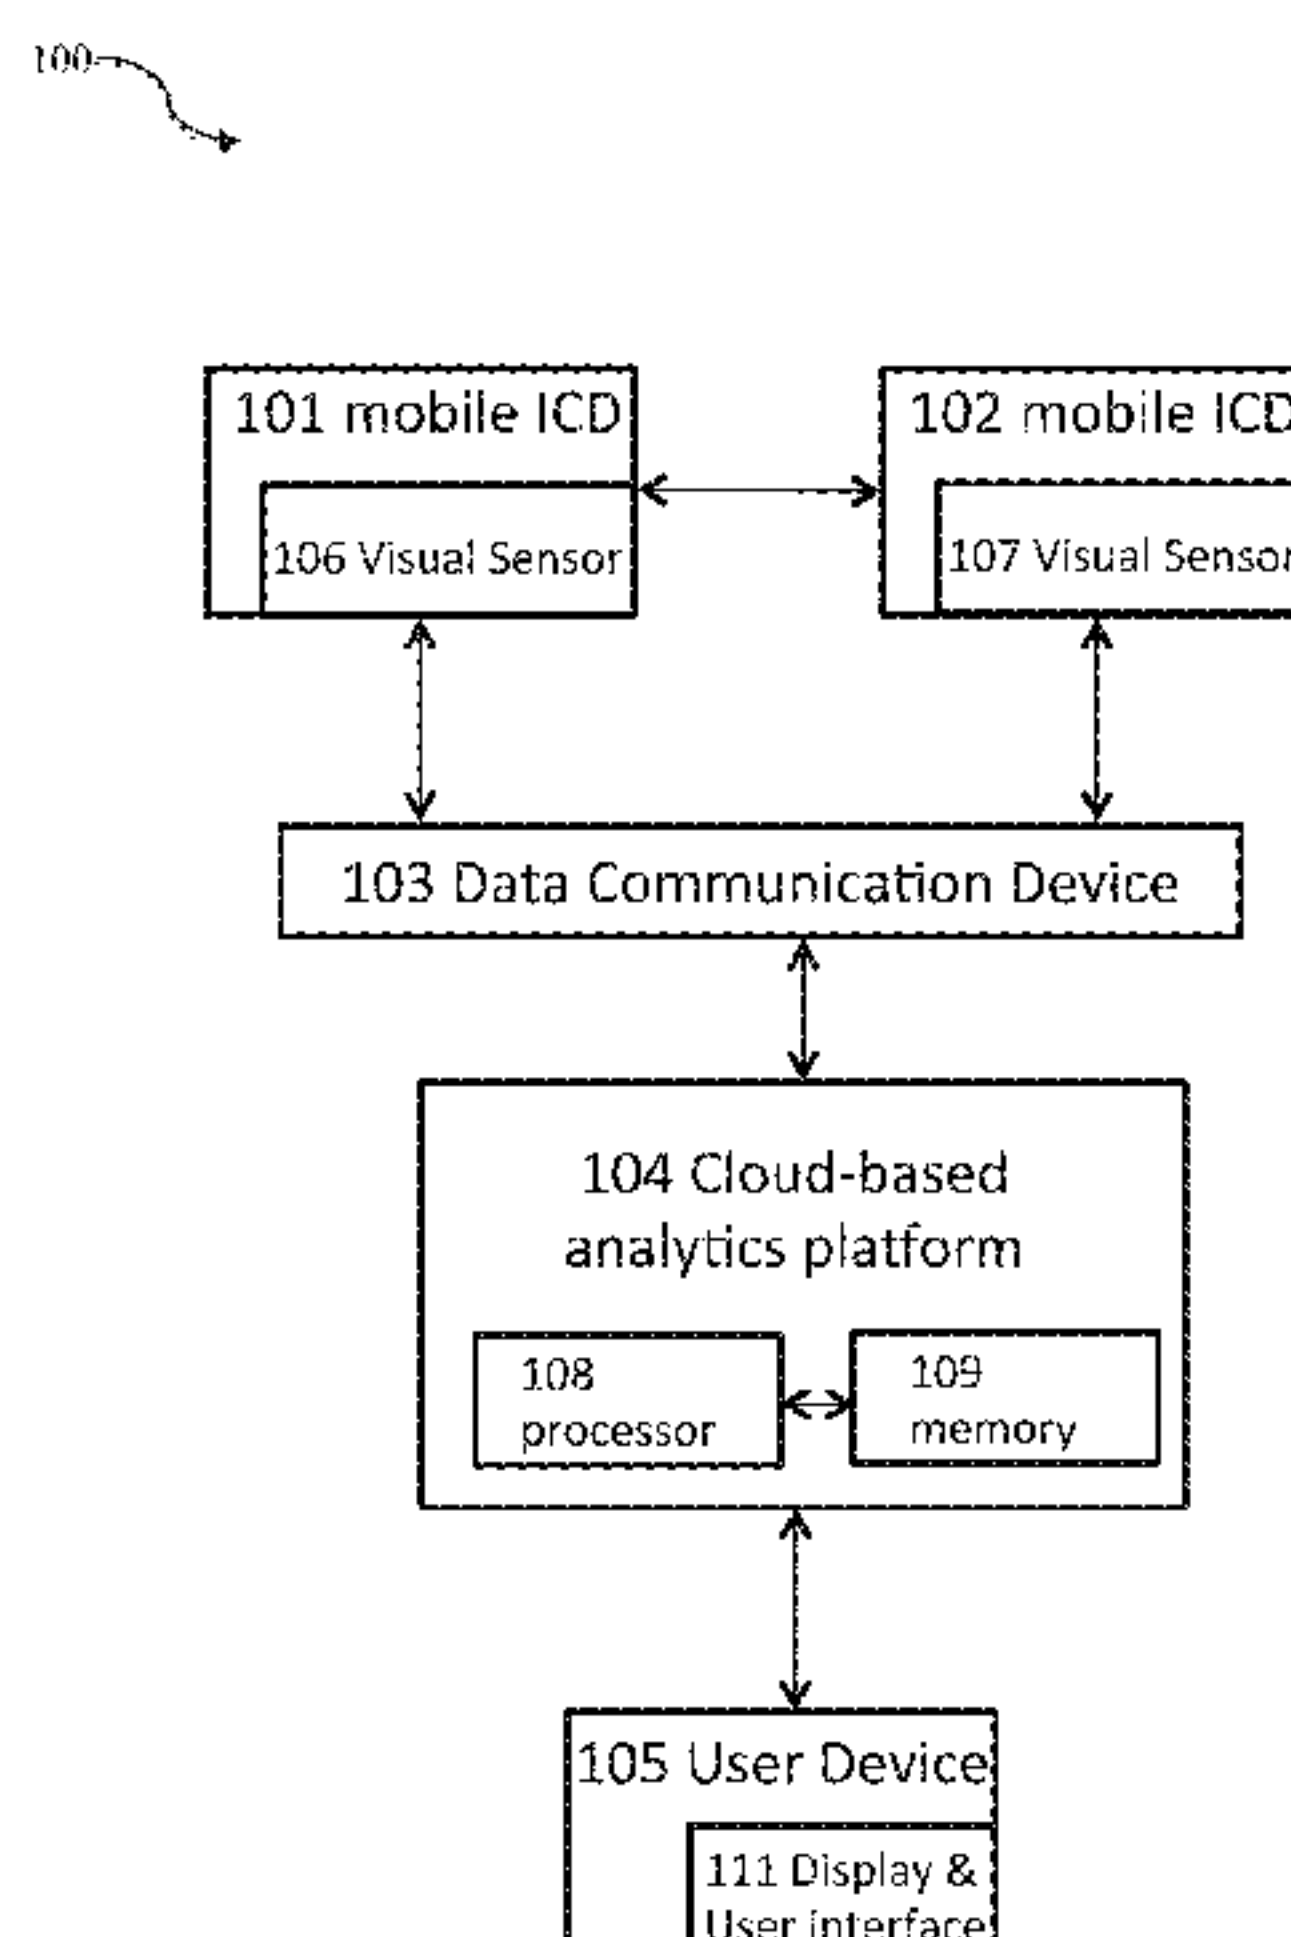 100
101 mobile ICD
102 mobile ICD
106 Visual Sensor
107 Visual Sensor
103 Data Communication Device
104 Cloud-based
analytics platform
108
processor
109
memory
105 User Device
111 Display &
User interface